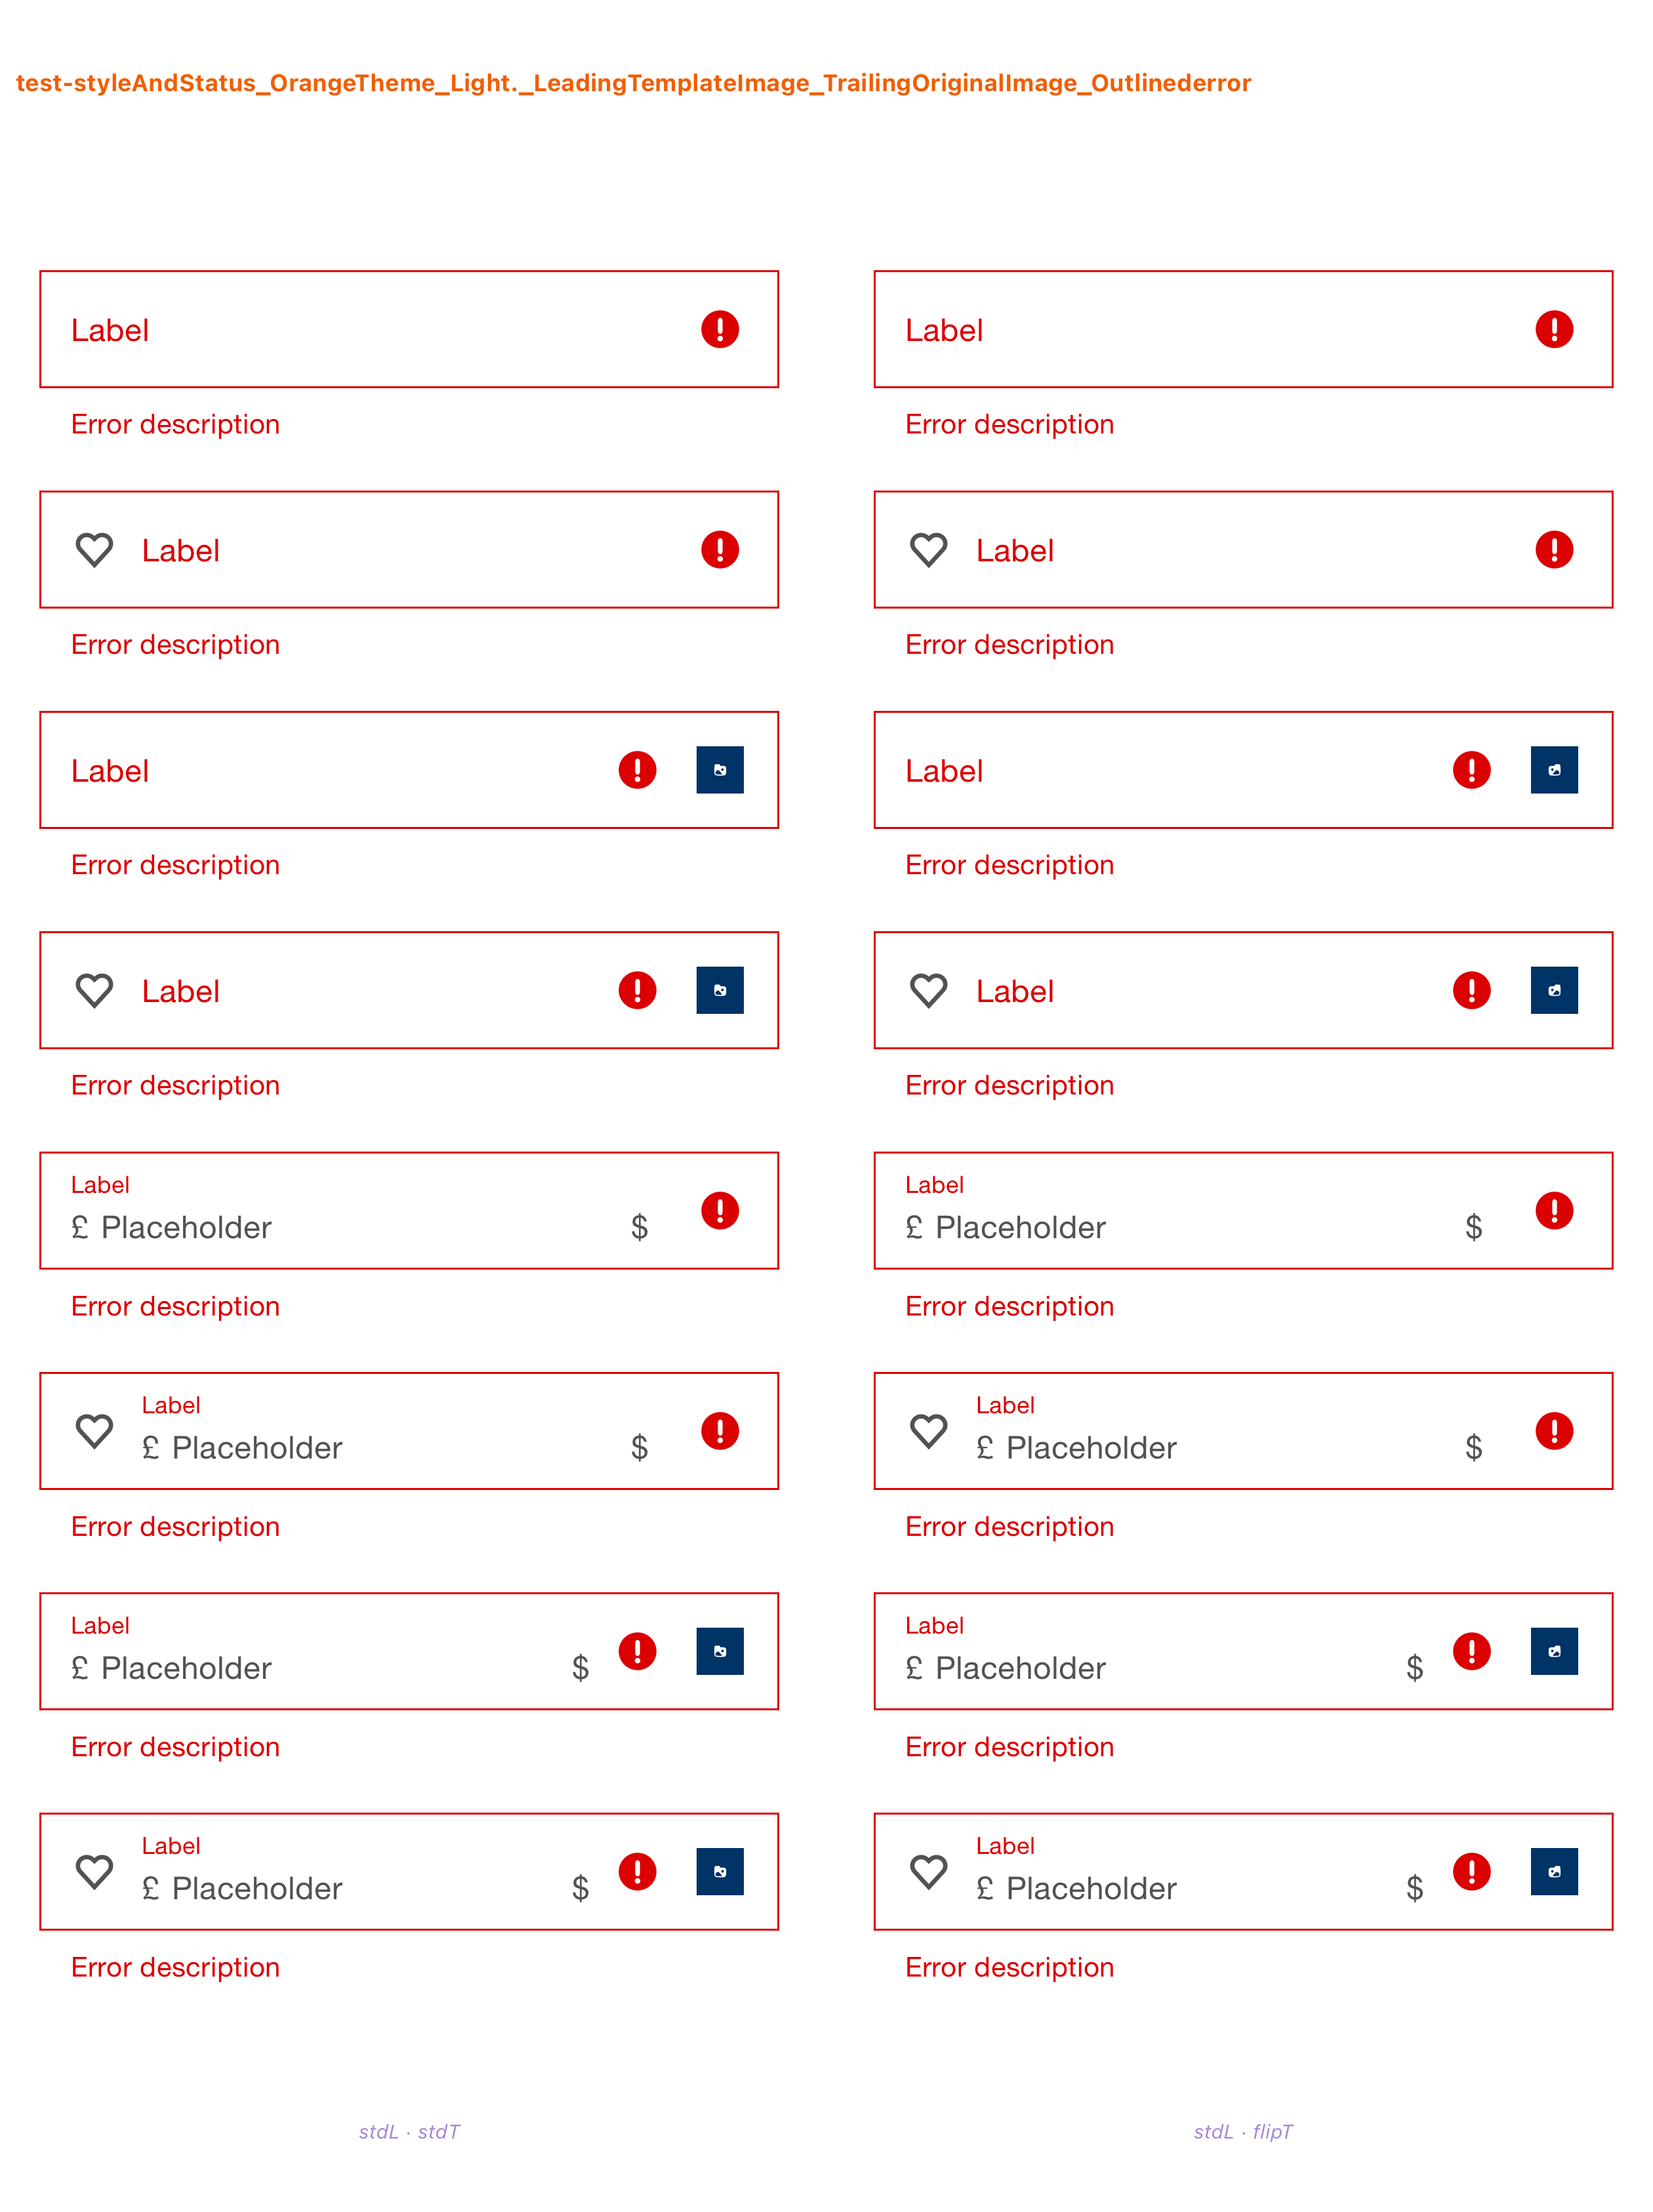 test-styleAndStatus_OrangeTheme_Light._LeadingTemplateImage_TrailingOriginalImage_Outlinederror
Label
Error description
Label
Error description
Label
Error description
Label
Error description
Label
£ Placeholder $
Error description
Label
£ Placeholder $
Error description
Label
£ Placeholder $
Error description
Label
£ Placeholder $
Error description
stdL · stdT
Label
Error description
Label
Error description
Label
Error description
Label
Error description
Label
£ Placeholder $
Error description
Label
£ Placeholder $
Error description
Label
£ Placeholder $
Error description
Label
£ Placeholder $
Error description
stdL · flipT